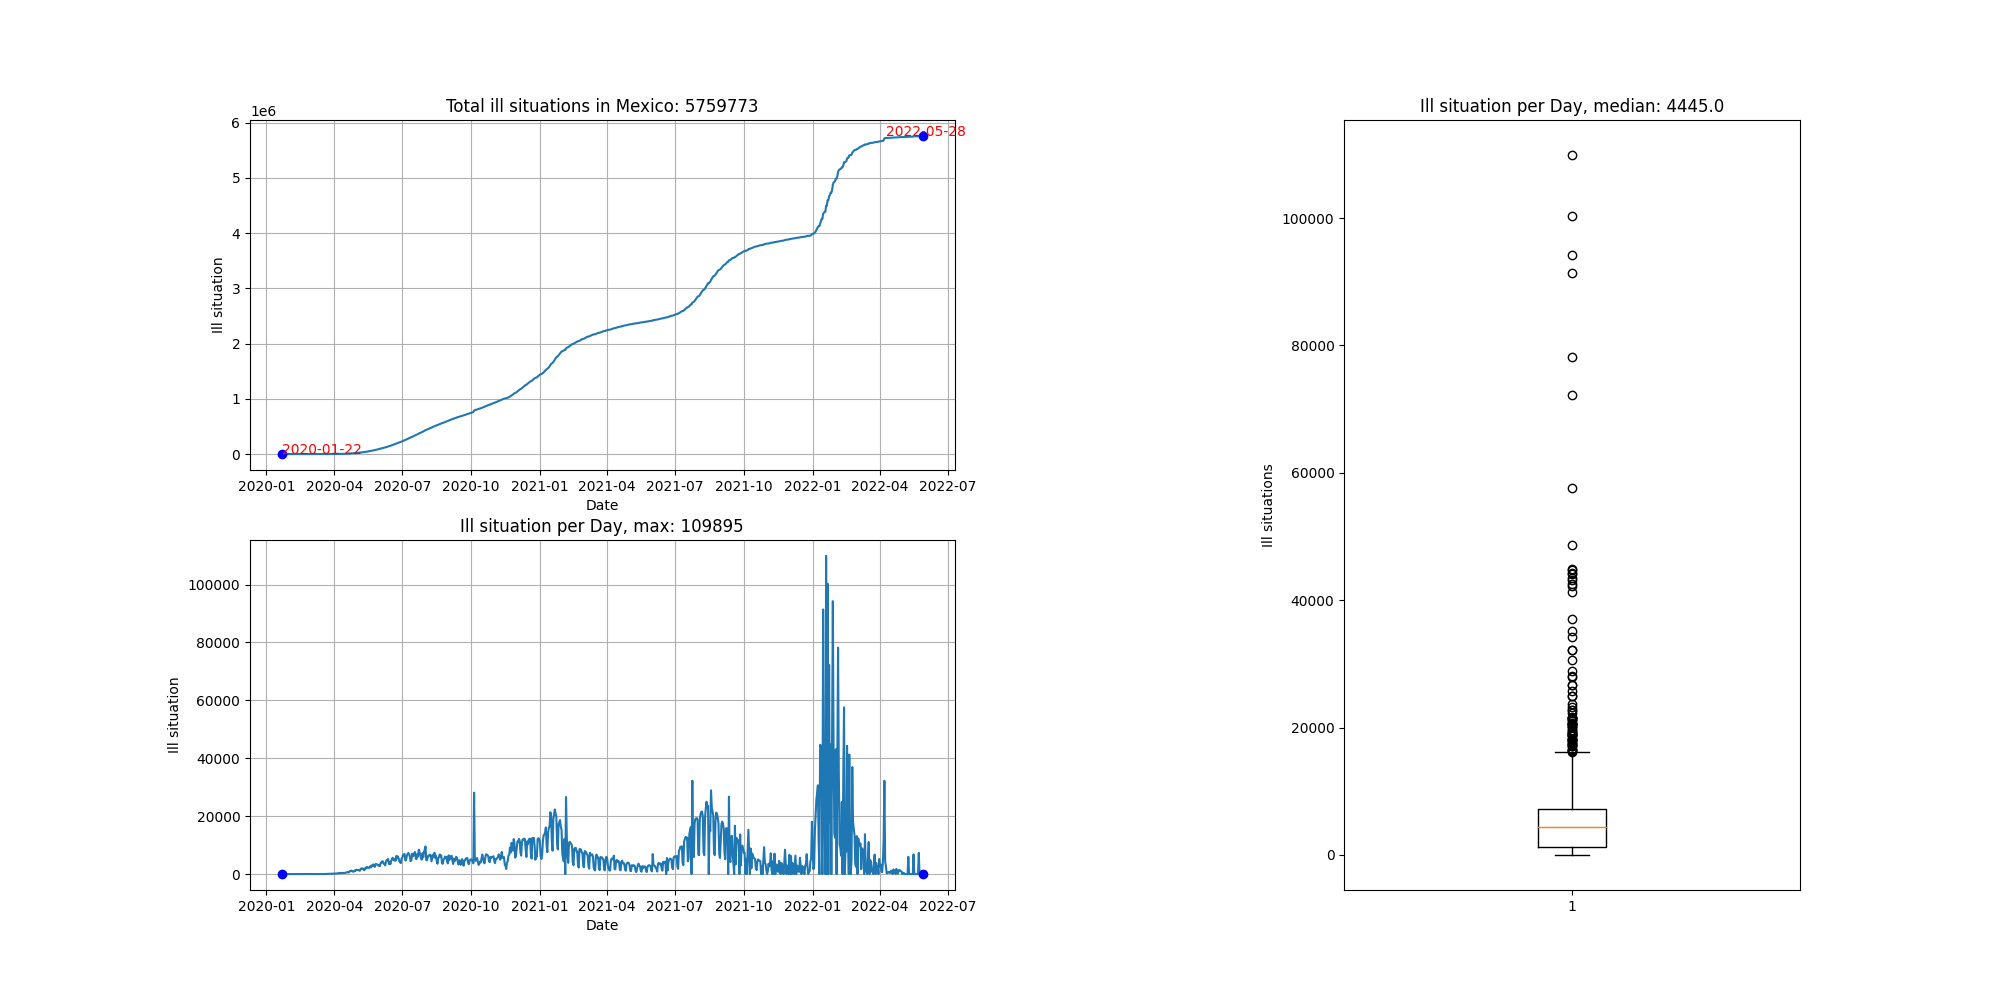 Total ill situations in Mexico: 5759773
1e6
6
5
4
3
2
1
0
Ill situation
2022-05-28
2020-01-22
2020-01 2020-04 2020-07 2020-10 2021-01 2021-04 2021-07 2021-10 2022-01 2022-04 2022-07
Date
Ill situation per Day, max: 109895
100000
80000
60000
40000
20000
0
Ill situation
2020-01 2020-04 2020-07 2020-10 2021-01 2021-04 2021-07 2021-10 2022-01 2022-04 2022-07
Date
Ill situation per Day, median: 4445.0
100000
80000
60000
40000
20000
0
Ill situations
1